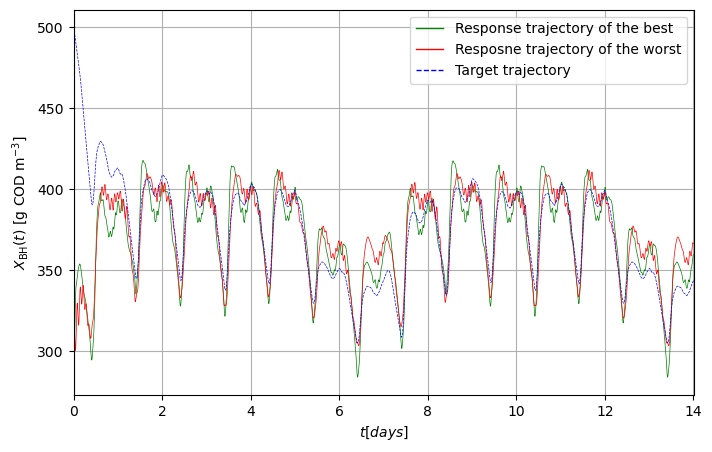 500
450
400
350
300
X_BH(t) [g COD m⁻³]
Response trajectory of the best
Resposne trajectory of the worst
Target trajectory
0 2 4 6 8 10 12 14
t[days]